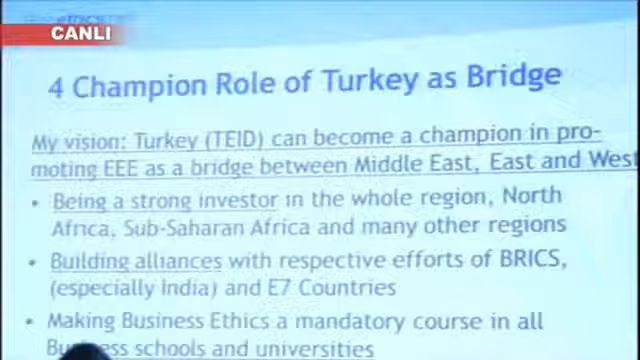 CANLI
4 Champion Role of Turkey as Bridge
My vision: Turkey (TEID) can become a champion in pro-
moting EEE as a bridge between Middle East, East and West
• Being a strong investor in the whole region, North
Africa, Sub-Saharan Africa and many other regions
• Building alliances with respective efforts of BRICS,
(especially India) and E7 Countries
• Making Business Ethics a mandatory course in all
schools and universities